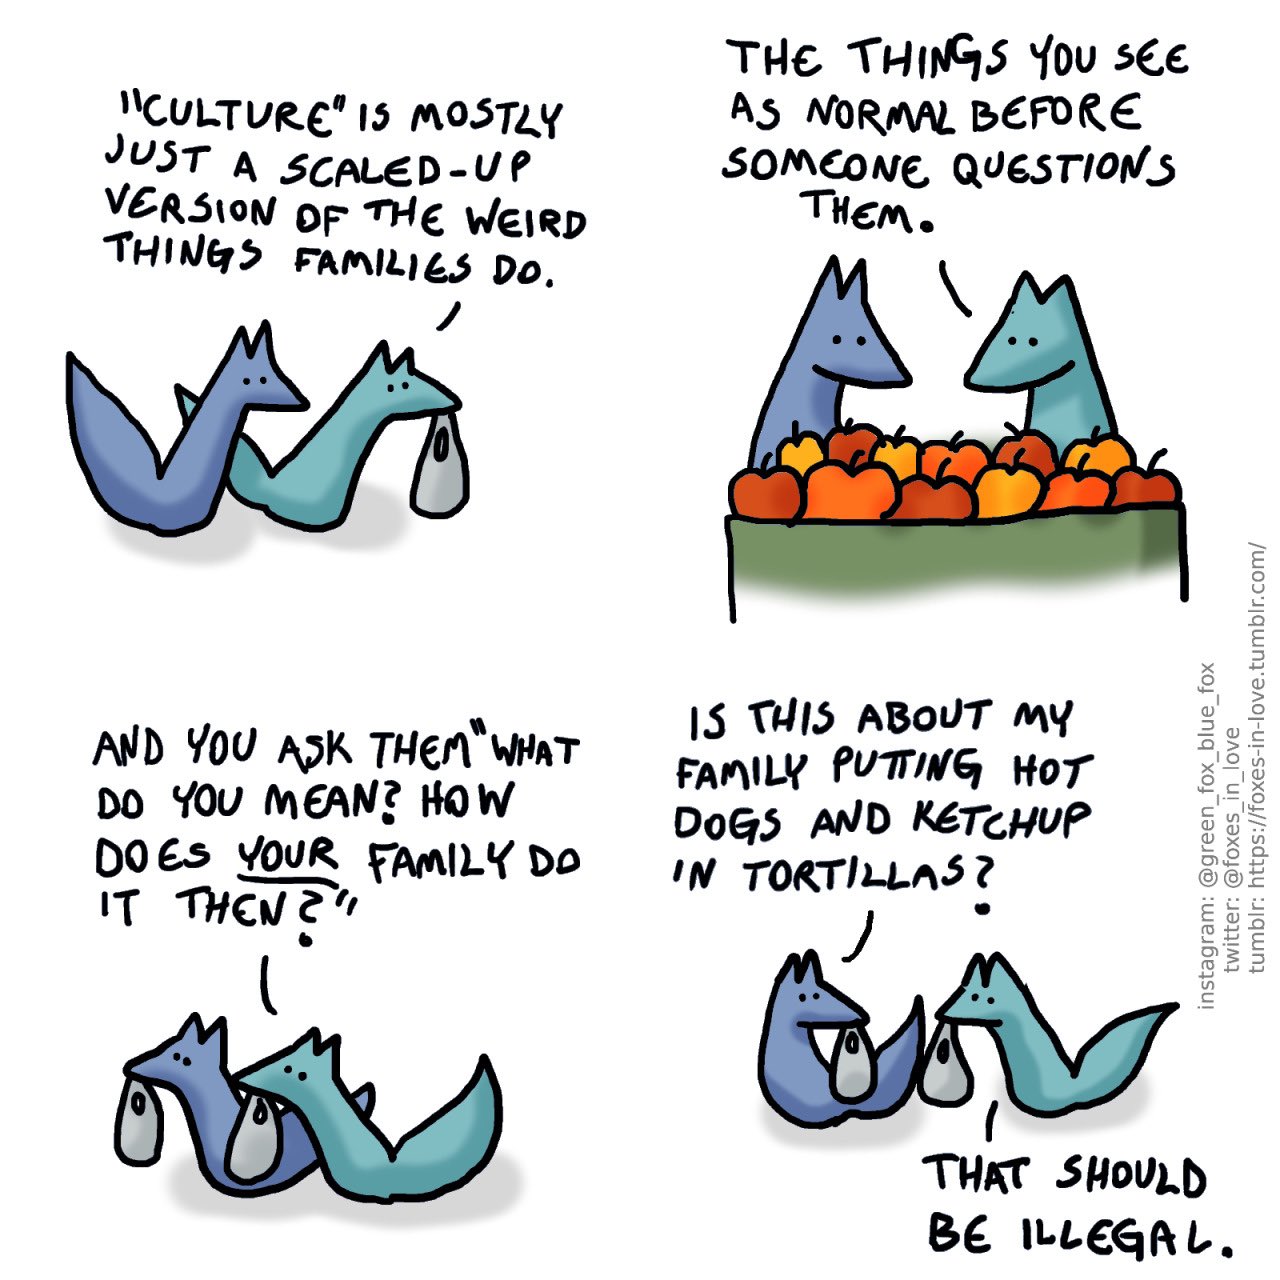 "CULTURE" IS MOSTLY
JUST A SCALED-UP
VERSION OF THE WEIRD
THINGS FAMILIES DO.
THE THINGS YOU SEE
AS NORMAL BEFORE
SOMEONE QUESTIONS
THEM.
AND YOU ASK THEM "WHAT
DO YOU MEAN? HOW
DOES YOUR FAMILY DO
IT THEN?"
IS THIS ABOUT MY
FAMILY PUTTING HOT
DOGS AND KETCHUP
IN TORTILLAS?
THAT SHOULD
BE ILLEGAL.
instagram: @green_fox_blue_fox
twitter: @foxes_in_love
tumblr: https://foxes-in-love.tumblr.com/